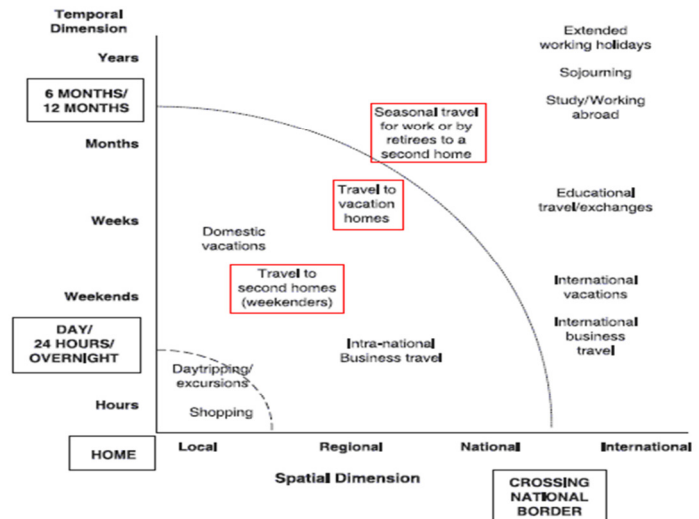 Temporal
Dimension
Years
6 MONTHS/
12 MONTHS
Months
Weeks
Weekends
DAY/
24 HOURS/
OVERNIGHT
Hours
HOME
Extended
working holidays
Sojourning
Study/Working
abroad
Seasonal travel
for work or by
retirees to a
second home
Travel to
vacation
homes
Educational
travel/exchanges
Domestic
vacations
Travel to
second homes
(weekenders)
International
vacations
International
business
travel
Intra-national
Business travel
Daytripping/
excursions
Shopping
Local
Regional
National
International
Spatial Dimension
CROSSING
NATIONAL
BORDER